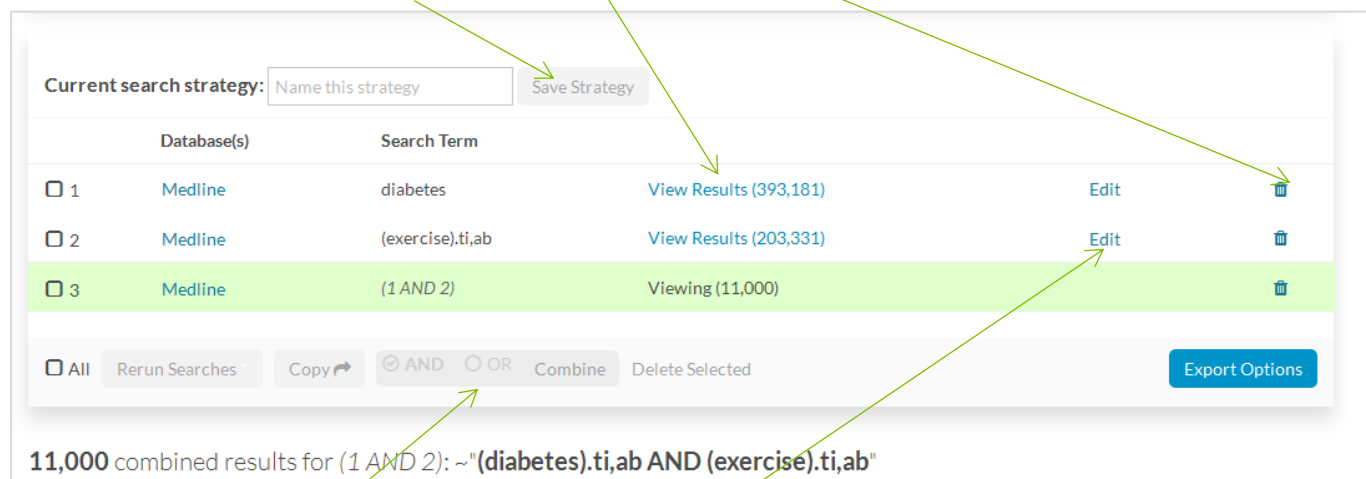 Current search strategy: Name this strategy Save Strategy
Database(s) Search Term
1 Medline diabetes View Results (393,181) Edit
2 Medline (exercise).ti,ab View Results (203,331) Edit
3 Medline (1 AND 2) Viewing (11,000)
All Rerun Searches Copy AND OR Combine Delete Selected Export Options
11,000 combined results for (1 AND 2): ~"(diabetes).ti,ab AND (exercise).ti,ab"